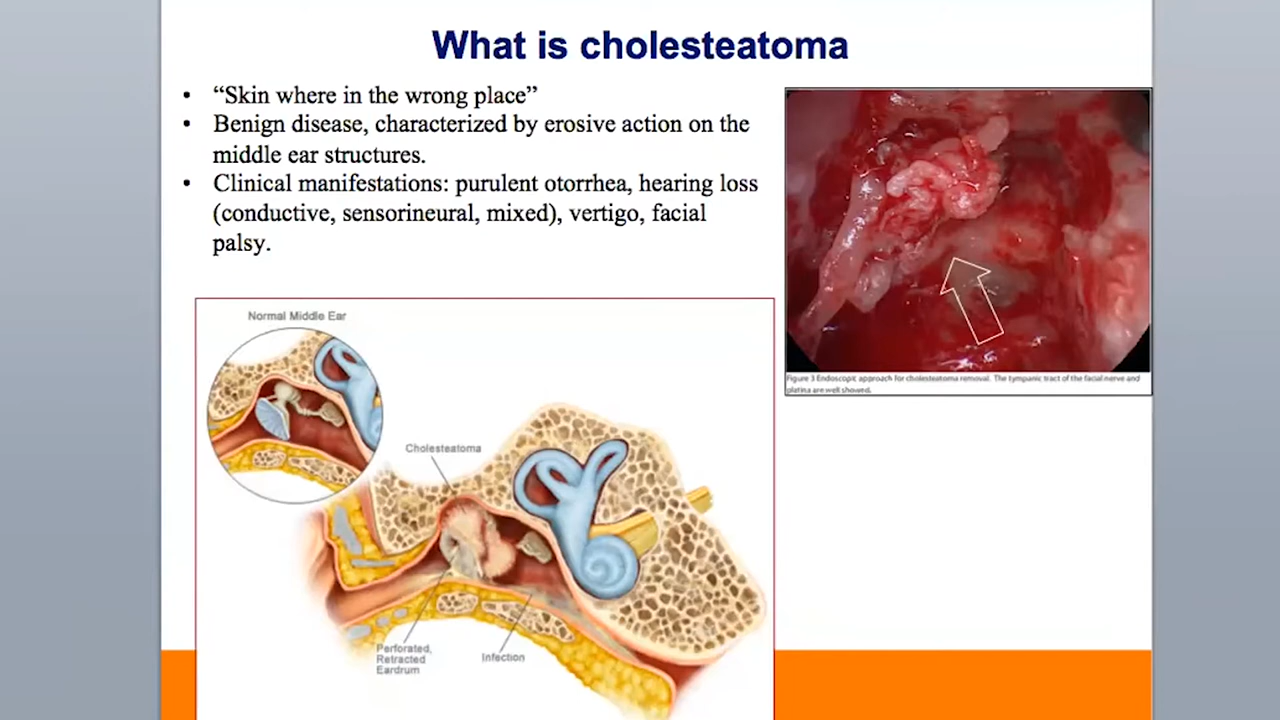 What is cholesteatoma
• “Skin where in the wrong place”
• Benign disease, characterized by erosive action on the
middle ear structures.
• Clinical manifestations: purulent otorrhea, hearing loss
(conductive, sensorineural, mixed), vertigo, facial
palsy.
Figure 3 Endoscopic approach for cholesteatoma removal. The tympanic tract of the facial nerve and
platina are well showed.
Normal Middle Ear
Cholesteatoma
Perforated,
Retracted
Eardrum
Infection